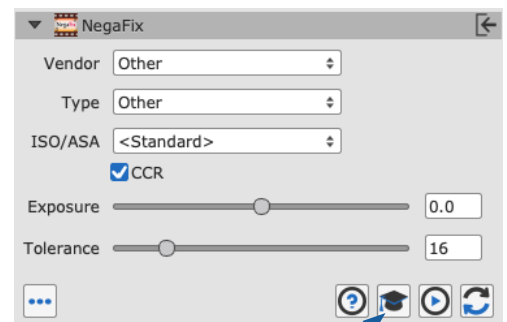 NegaFix
Vendor Other
Type Other
ISO/ASA <Standard>
CCR
Exposure 0.0
Tolerance 16